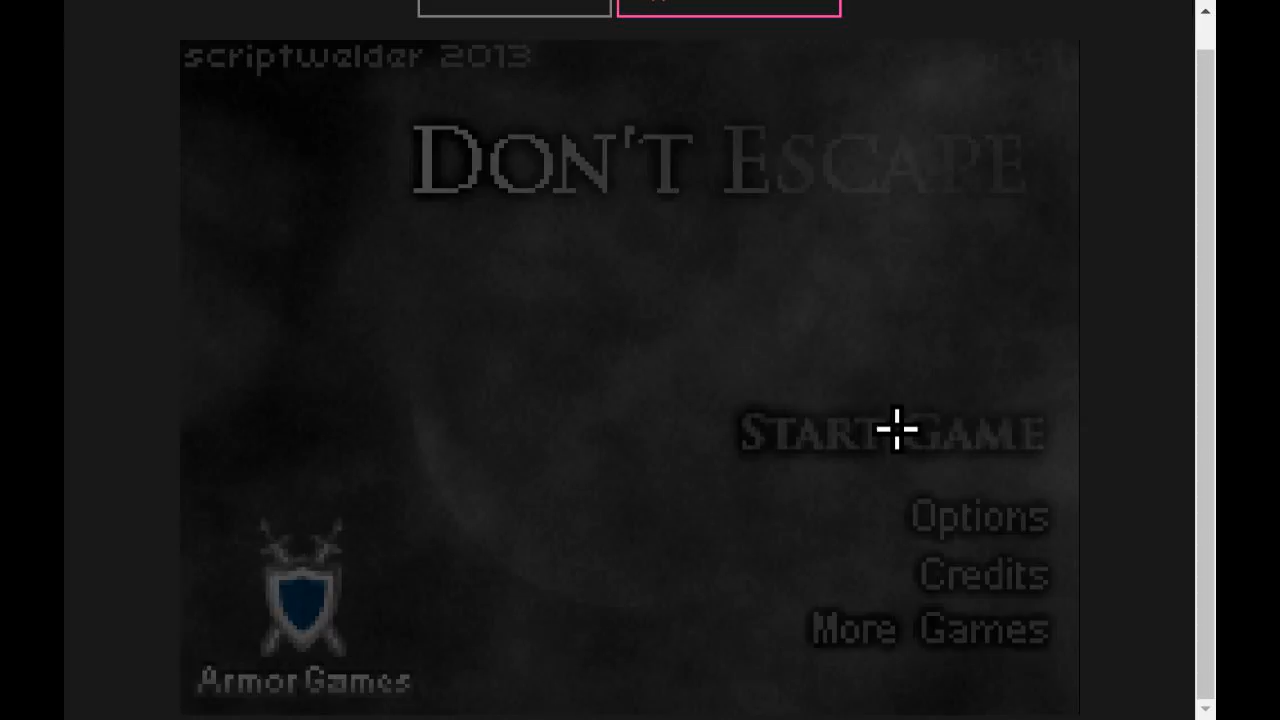 scriptwelder 2013
DON'T ESCAPE
START GAME
Options
Credits
More Games
Armor Games